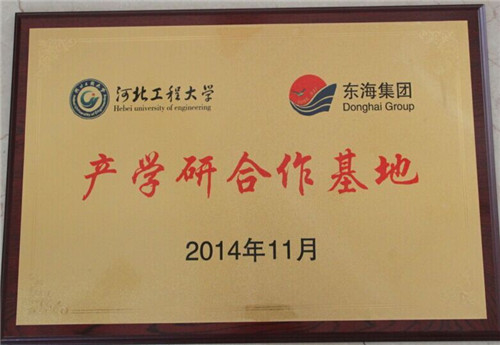 河北工程大学
Hebei university of engineering
东海集团
Donghai Group
产学研合作基地
2014年11月